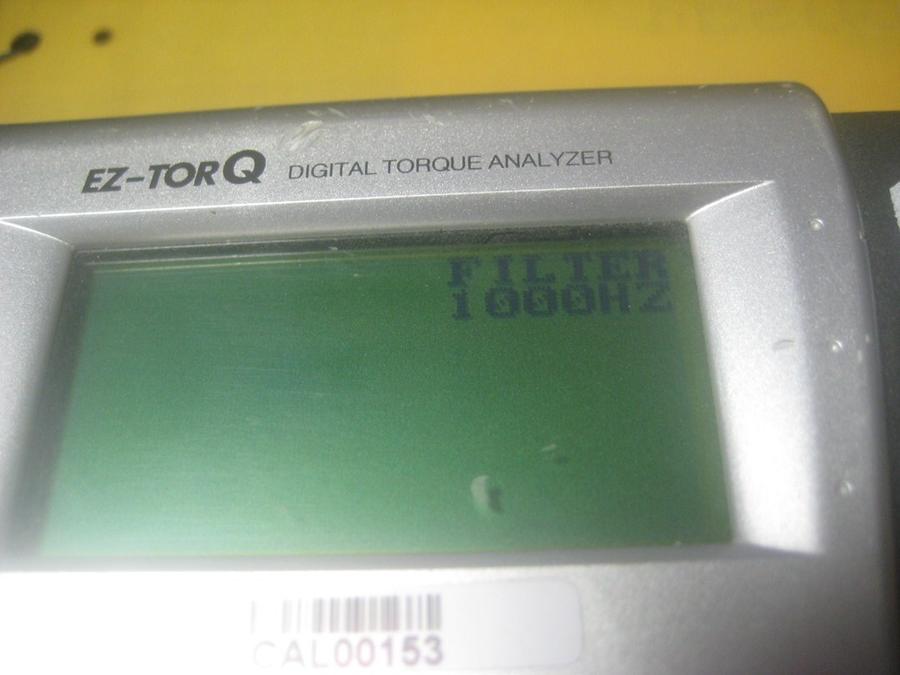 EZ-TORQ DIGITAL TORQUE ANALYZER
FILTER
1000HZ
CAL00153